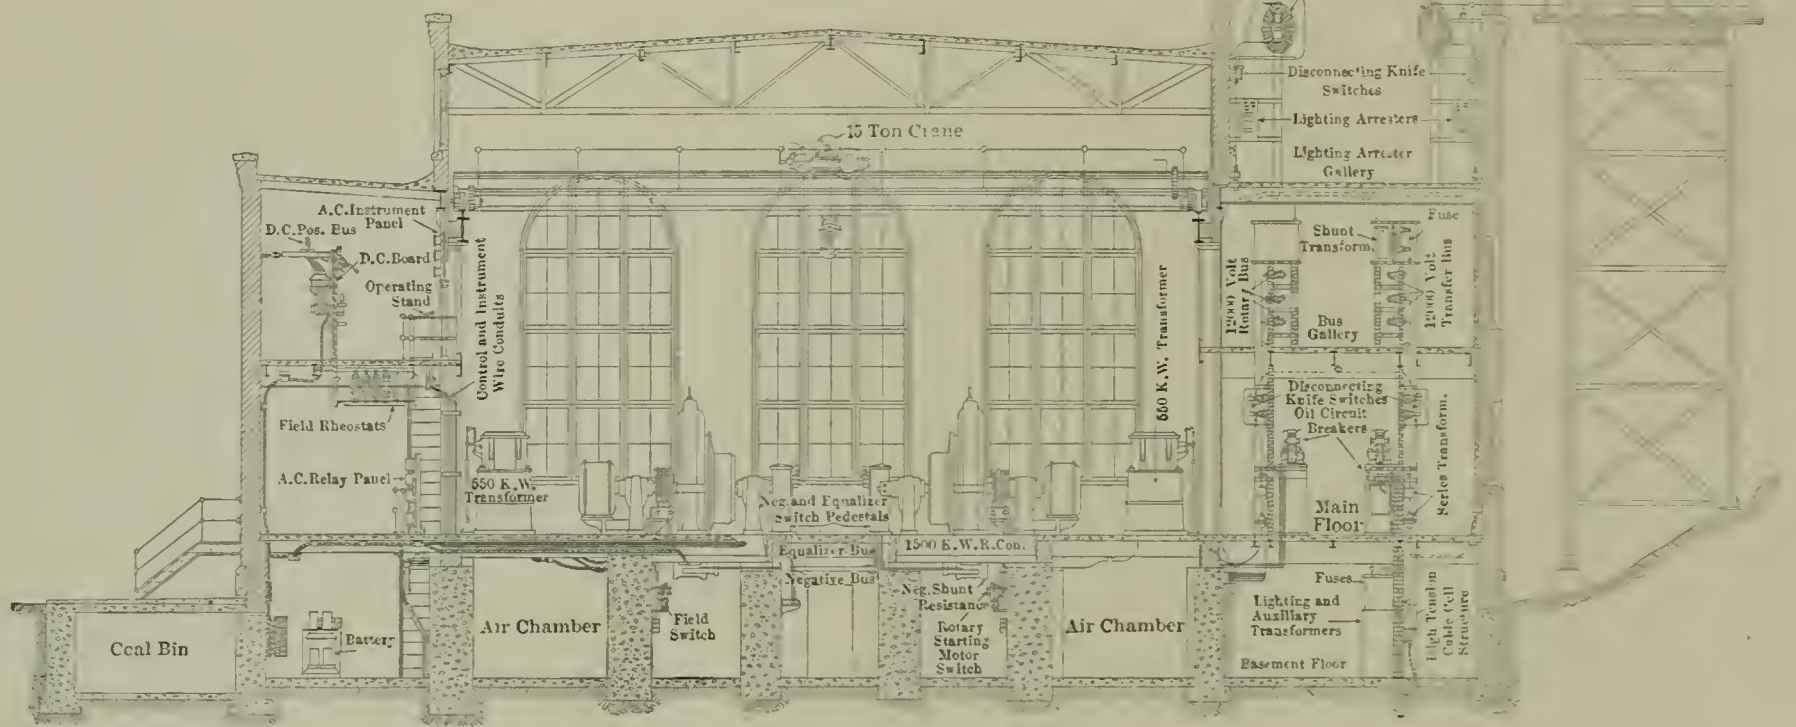 Disconnecting Knife
Switches
Lighting Arresters
Lighting Arrester
Gallery
15 Ton Crane
A.C.Instrument
Panel
D.C.Pos. Bus
D.C.Board
Operating
Stand
Control and Instrument
Wire Conduits
550 K.W. Transformer
12000 Volt
Rotary Bus
Shunt
Transform.
Fuse
12000 Volt
Transfer Bus
Bus
Gallery
Field Rheostats
Disconnecting
Knife Switches
Oil Circuit
Breakers
Series Transform.
A.C.Relay Panel
550 K.W.
Transformer
Neg.and Equalizer
Switch Pedestals
Main
Floor
Equalizer Bus
1500 K.W.R.Con.
Negative Bus
Neg.Shunt
Resistance
Fuses
Coal Bin
Battery
Air Chamber
Field
Switch
Rotary
Starting
Motor
Switch
Air Chamber
Lighting and
Auxiliary
Transformers
Basement Floor
High Tension
Cable Cell
Structure